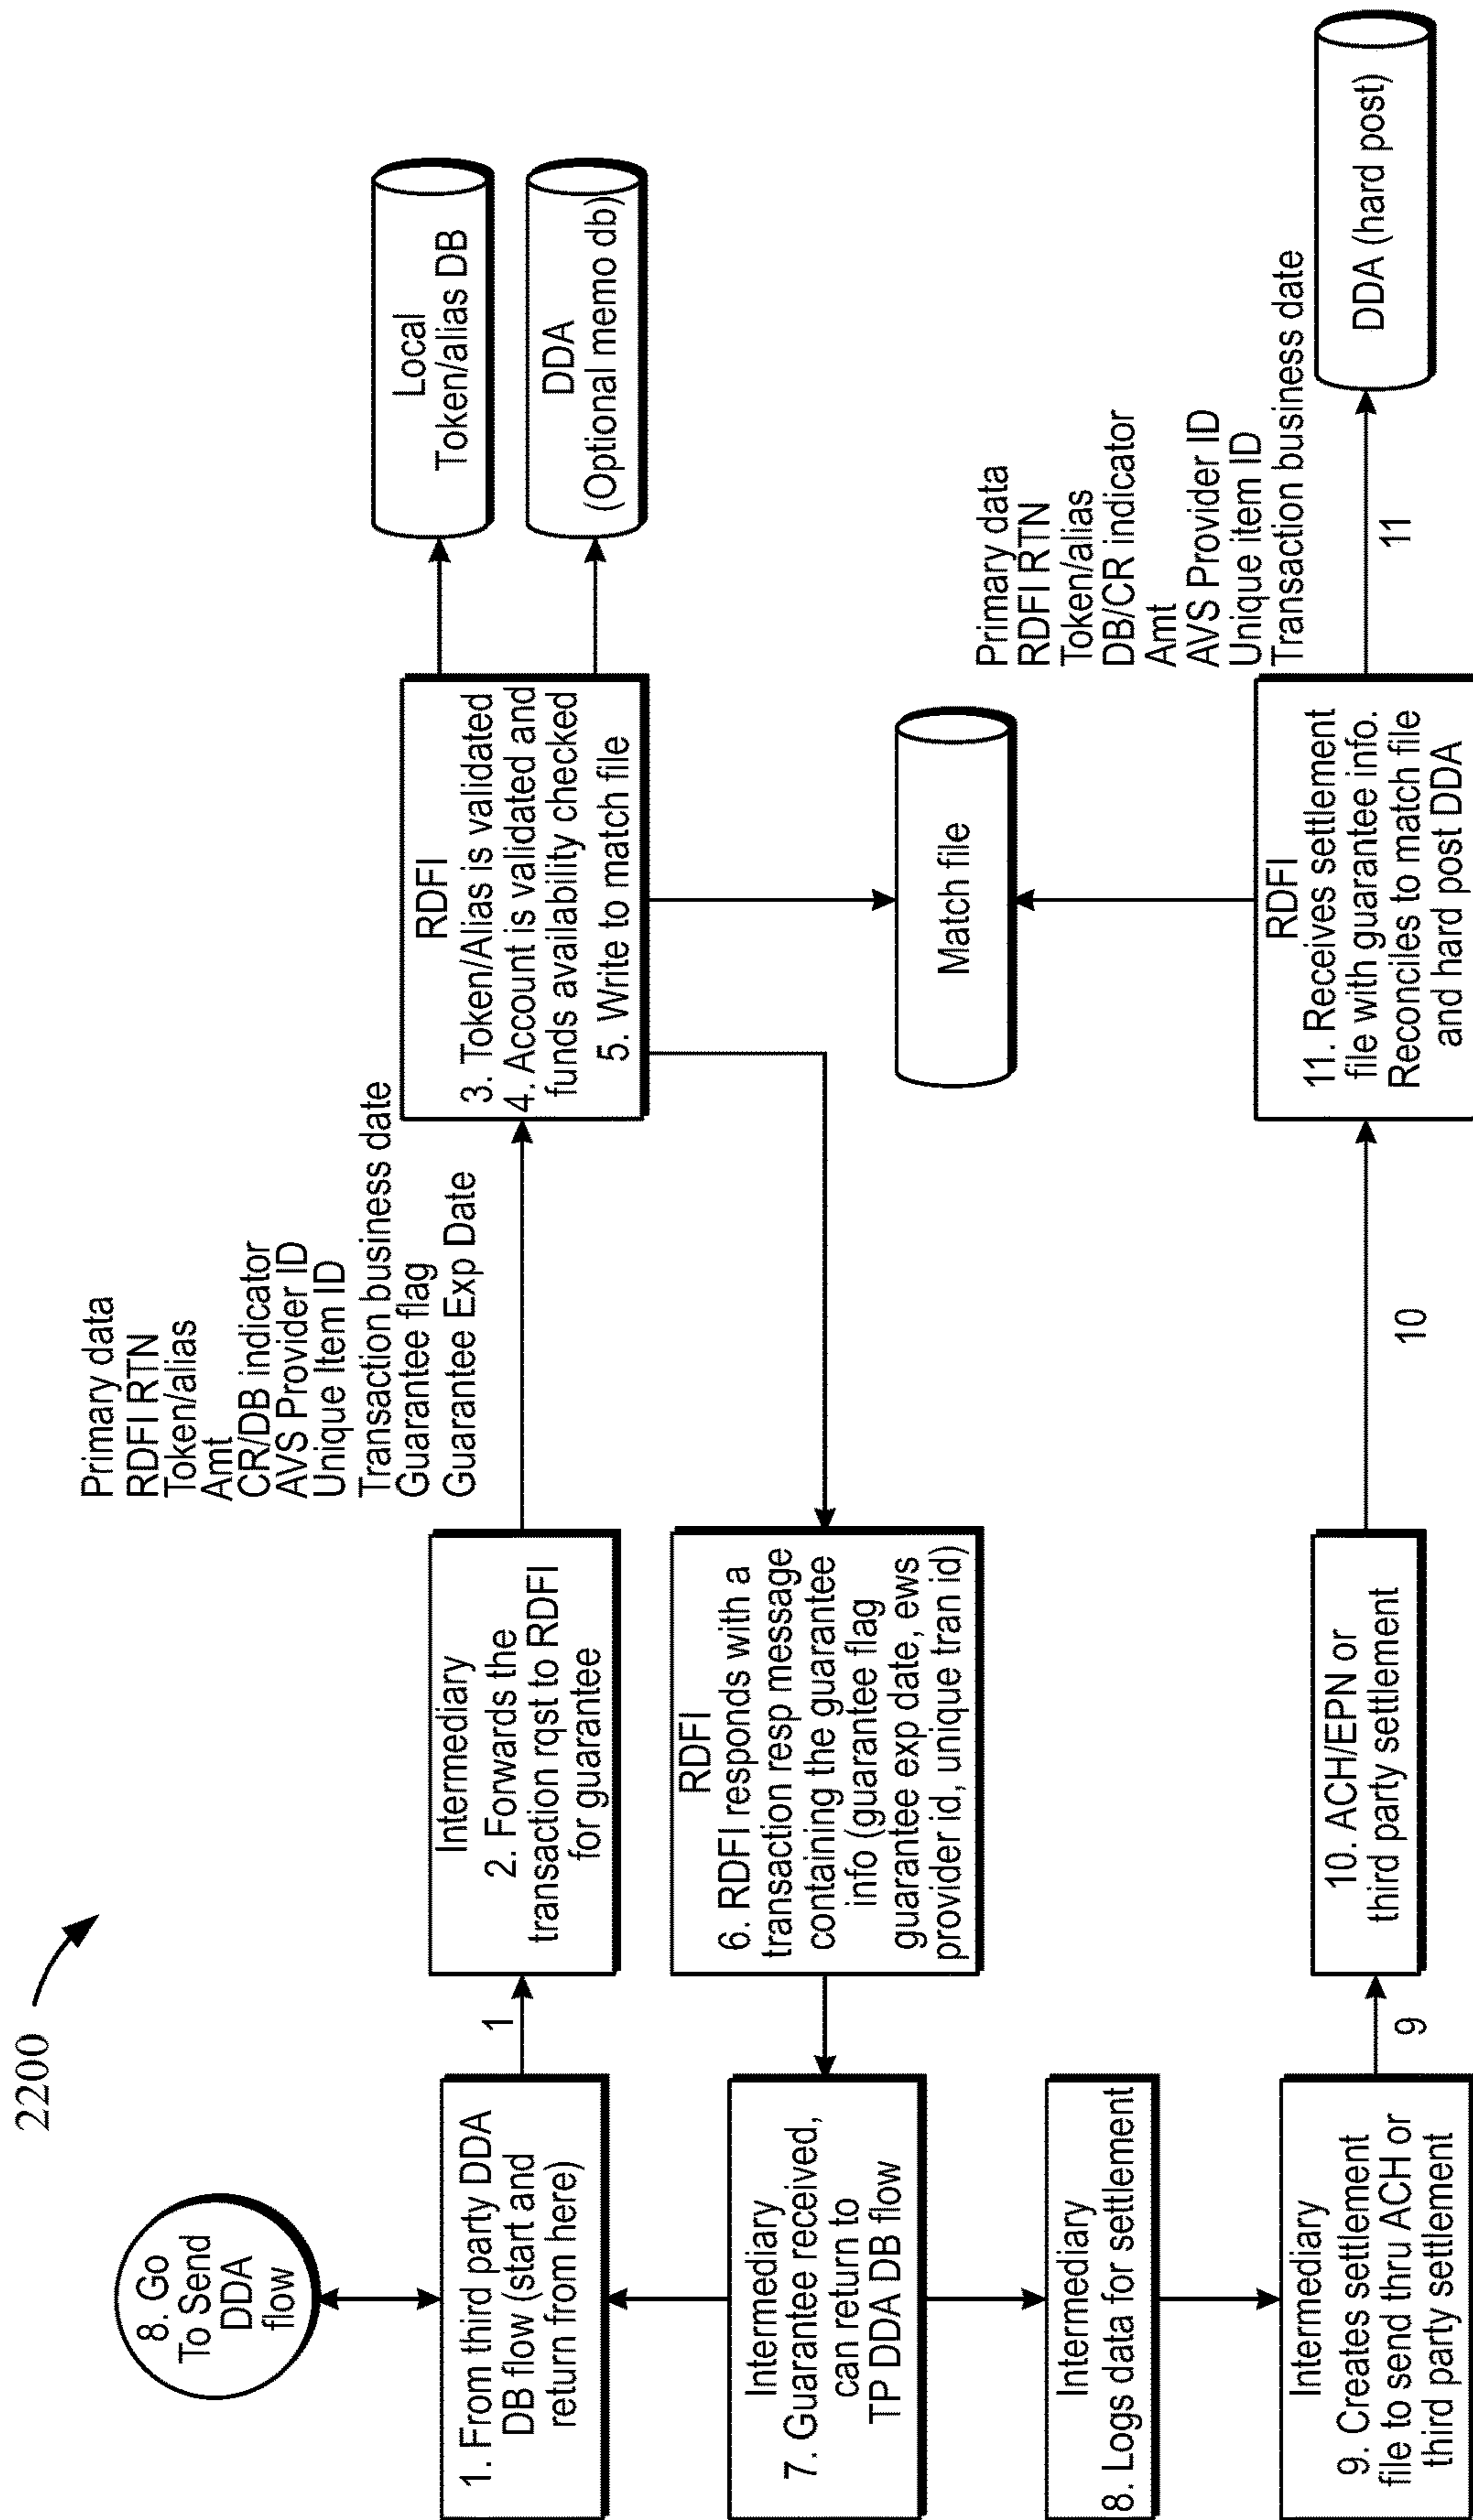 2200
8. Go
To Send
DDA
flow
1. From third party DDA
DB flow (start and
return from here)
1
Intermediary
2. Forwards the
transaction rqst to RDFI
for guarantee
Primary data
RDFI RTN
Token/alias
Amt
CR/DB indicator
AVS Provider ID
Unique Item ID
Transaction business date
Guarantee flag
Guarantee Exp Date
RDFI
3. Token/Alias is validated
4. Account is validated and
funds availability checked
5. Write to match file
Local
Token/alias DB
DDA
(Optional memo db)
Intermediary
7. Guarantee received,
can return to
TP DDA DB flow
RDFI
6. RDFI responds with a
transaction resp message
containing the guarantee
info (guarantee flag
guarantee exp date, ews
provider id, unique tran id)
Match file
Intermediary
8. Logs data for settlement
Intermediary
9. Creates settlement
file to send thru ACH or
third party settlement
9
10. ACH/EPN or
third party settlement
10
RDFI
11. Receives settlement
file with guarantee info.
Reconciles to match file
and hard post DDA
Primary data
RDFI RTN
Token/alias
DB/CR indicator
Amt
AVS Provider ID
Unique item ID
Transaction business date
11
DDA (hard post)